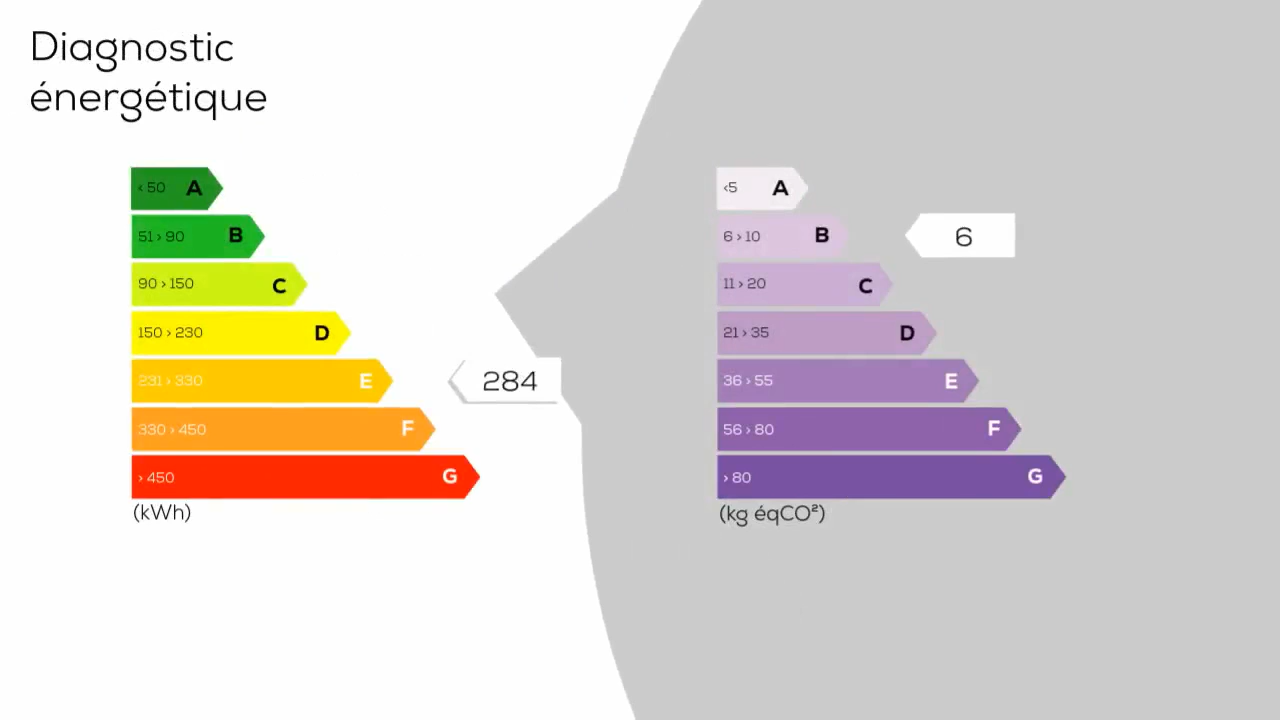 Diagnostic
énergétique
< 50 A
51 > 90 B
90 > 150 C
150 > 230 D
231 > 330 E
284
330 > 450 F
> 450 G
(kWh)
<5 A
6 > 10 B
6
11 > 20 C
21 > 35 D
36 > 55 E
56 > 80 F
> 80 G
(kg éqCO²)